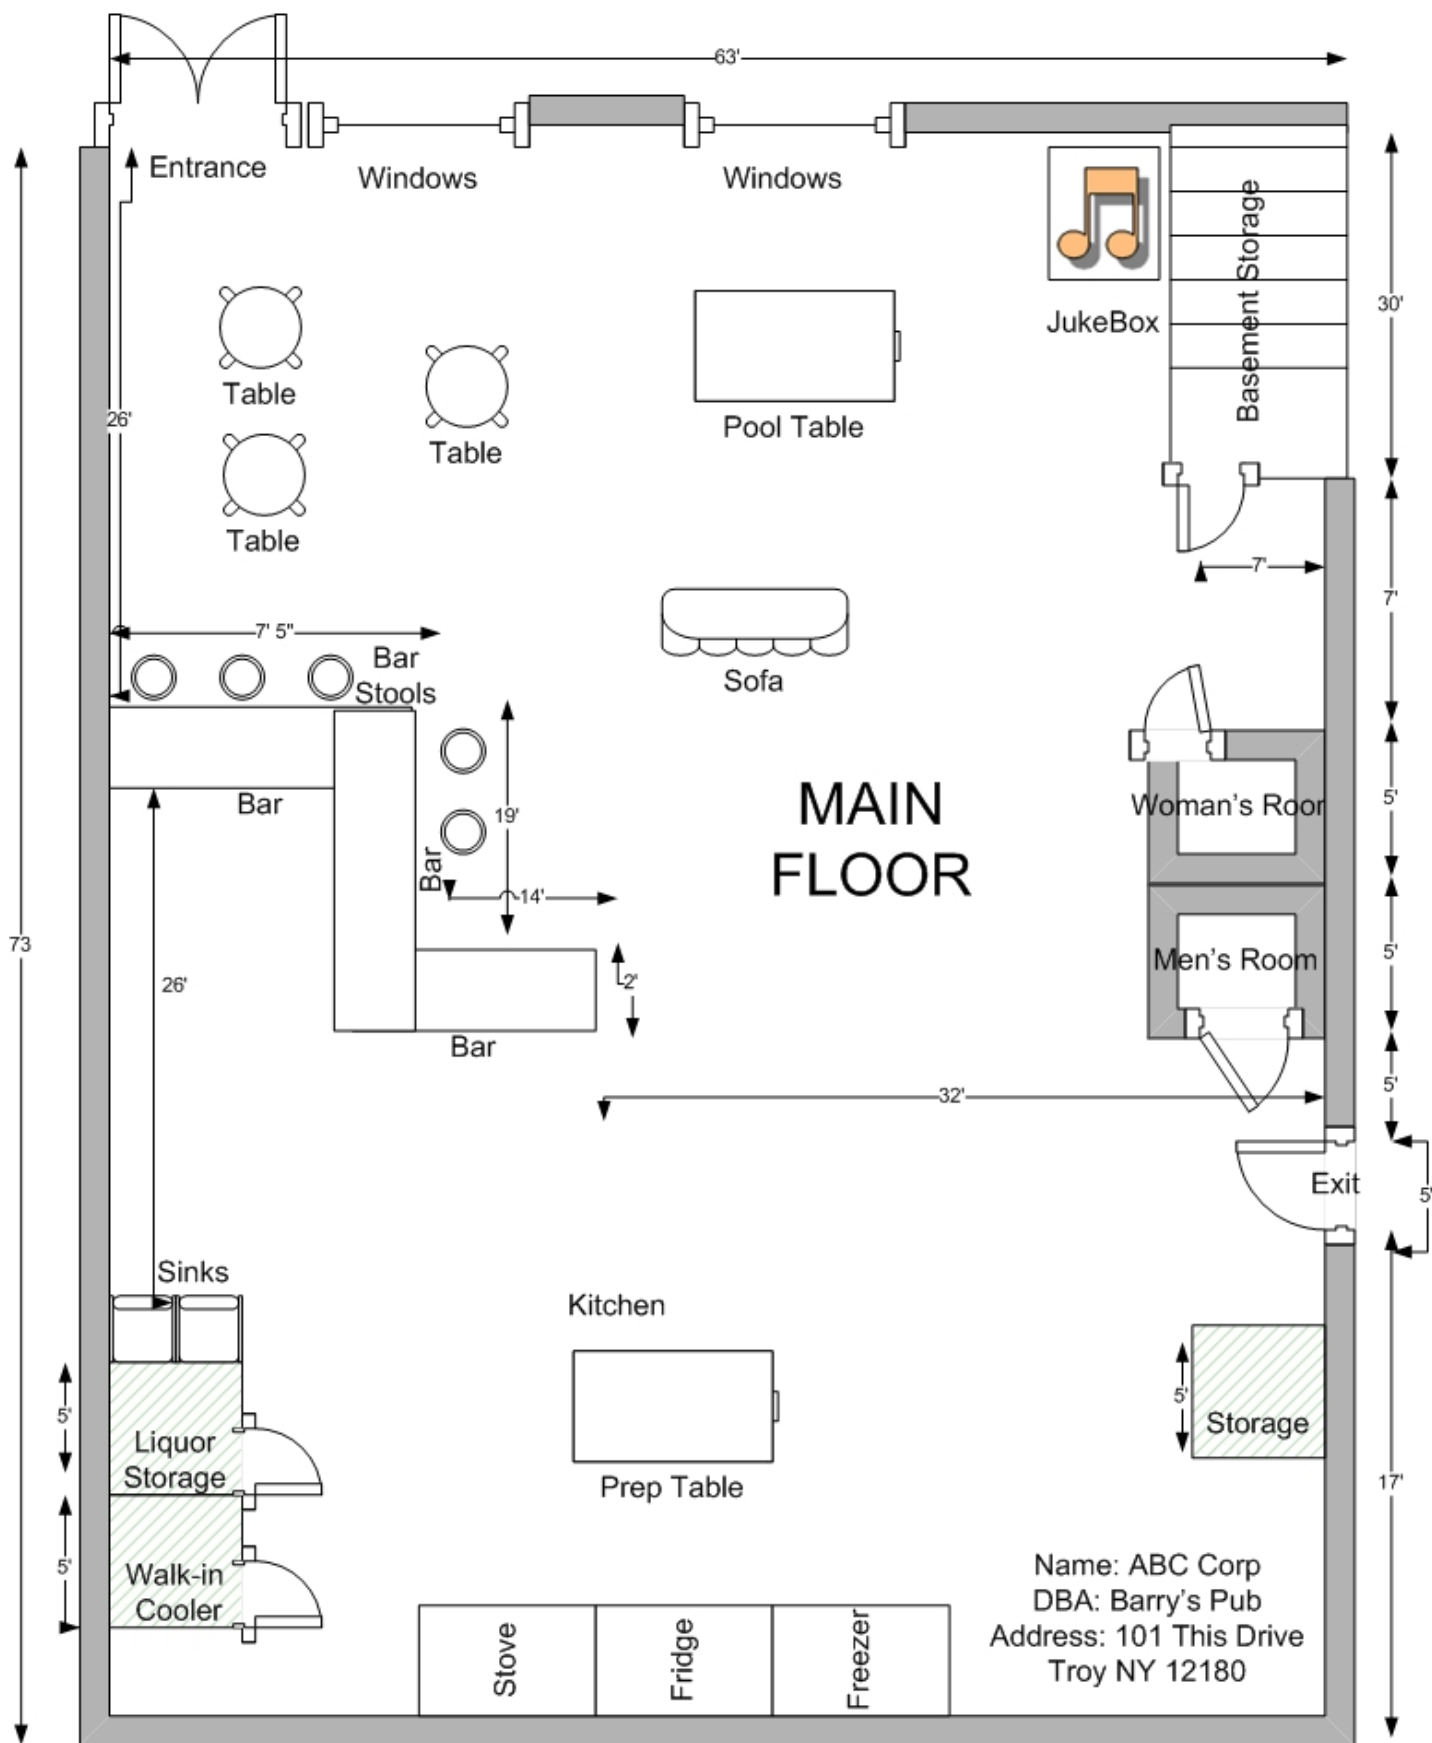 63'
Entrance
Windows
Windows
Basement Storage
30'
JukeBox
Table
26'
Pool Table
Table
Table
7'
7'
7' 5"
Bar
Stools
Sofa
Bar
19'
MAIN
FLOOR
Woman's Roor
5'
Bar
14'
73
26'
2'
Men's Room
5'
Bar
32'
5'
Exit
5'
Sinks
Kitchen
5'
Liquor
Storage
Prep Table
5'
Storage
17'
5'
Walk-in
Cooler
Stove
Fridge
Freezer
Name: ABC Corp
DBA: Barry's Pub
Address: 101 This Drive
Troy NY 12180